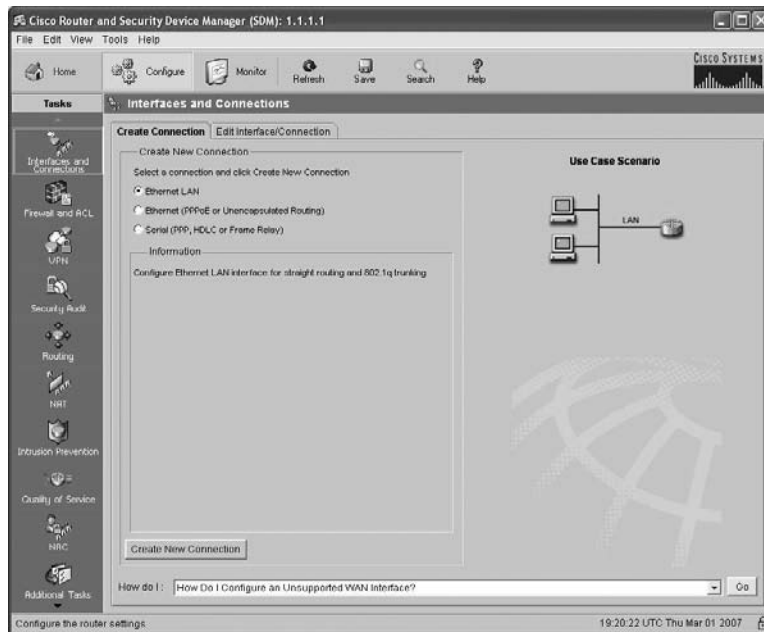 Cisco Router and Security Device Manager (SDM): 1.1.1.1
File Edit View Tools Help
Home Configure Monitor Refresh Save Search Help
CISCO SYSTEMS
Tasks
Interfaces and Connections
Create Connection Edit Interface/Connection
Create New Connection
Select a connection and click Create New Connection
Ethernet LAN
Ethernet (PPPoE or Unencapsulated Routing)
Serial (PPP, HDLC or Frame Relay)
Information
Configure Ethernet LAN interface for straight routing and 802.1q trunking
Use Case Scenario
LAN
Interfaces and
Connections
Firewall and ACL
VPN
Security Audit
Routing
NAT
Intrusion Prevention
Quality of Service
NAC
Additional Tasks
Create New Connection
How do I: How Do I Configure an Unsupported WAN Interface? Go
Configure the router settings
19:20:22 UTC Thu Mar 01 2007